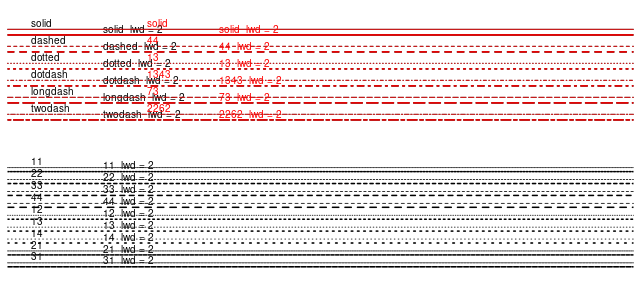 solid solid
solid lwd = 2 solid lwd = 2
dashed 44
dashed lwd = 2 44 lwd = 2
dotted 13
dotted lwd = 2 13 lwd = 2
dotdash 1343
dotdash lwd = 2 1343 lwd = 2
longdash 73
longdash lwd = 2 73 lwd = 2
twodash 2262
twodash lwd = 2 2262 lwd = 2
11
11 lwd = 2
22
22 lwd = 2
33
33 lwd = 2
44
44 lwd = 2
12
12 lwd = 2
13
13 lwd = 2
14
14 lwd = 2
21
21 lwd = 2
31
31 lwd = 2